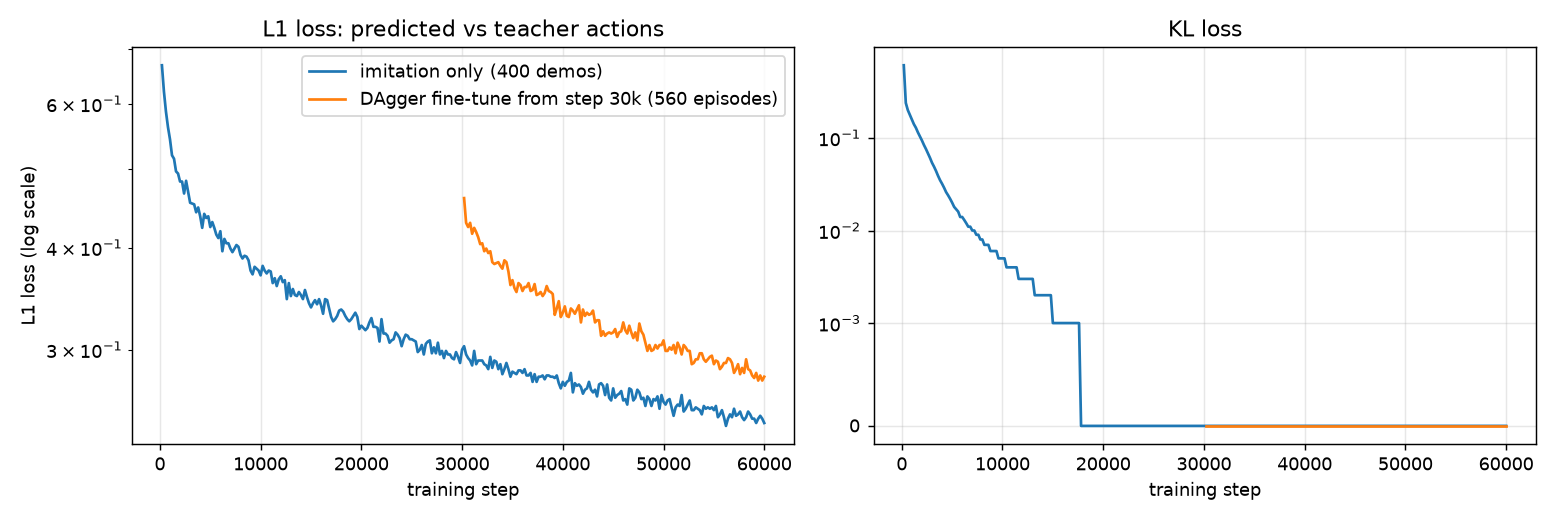 L1 loss: predicted vs teacher actions
imitation only (400 demos)
DAgger fine-tune from step 30k (560 episodes)
L1 loss (log scale)
6 × 10⁻¹
4 × 10⁻¹
3 × 10⁻¹
0 10000 20000 30000 40000 50000 60000
training step
KL loss
10⁻¹
10⁻²
10⁻³
0
0 10000 20000 30000 40000 50000 60000
training step